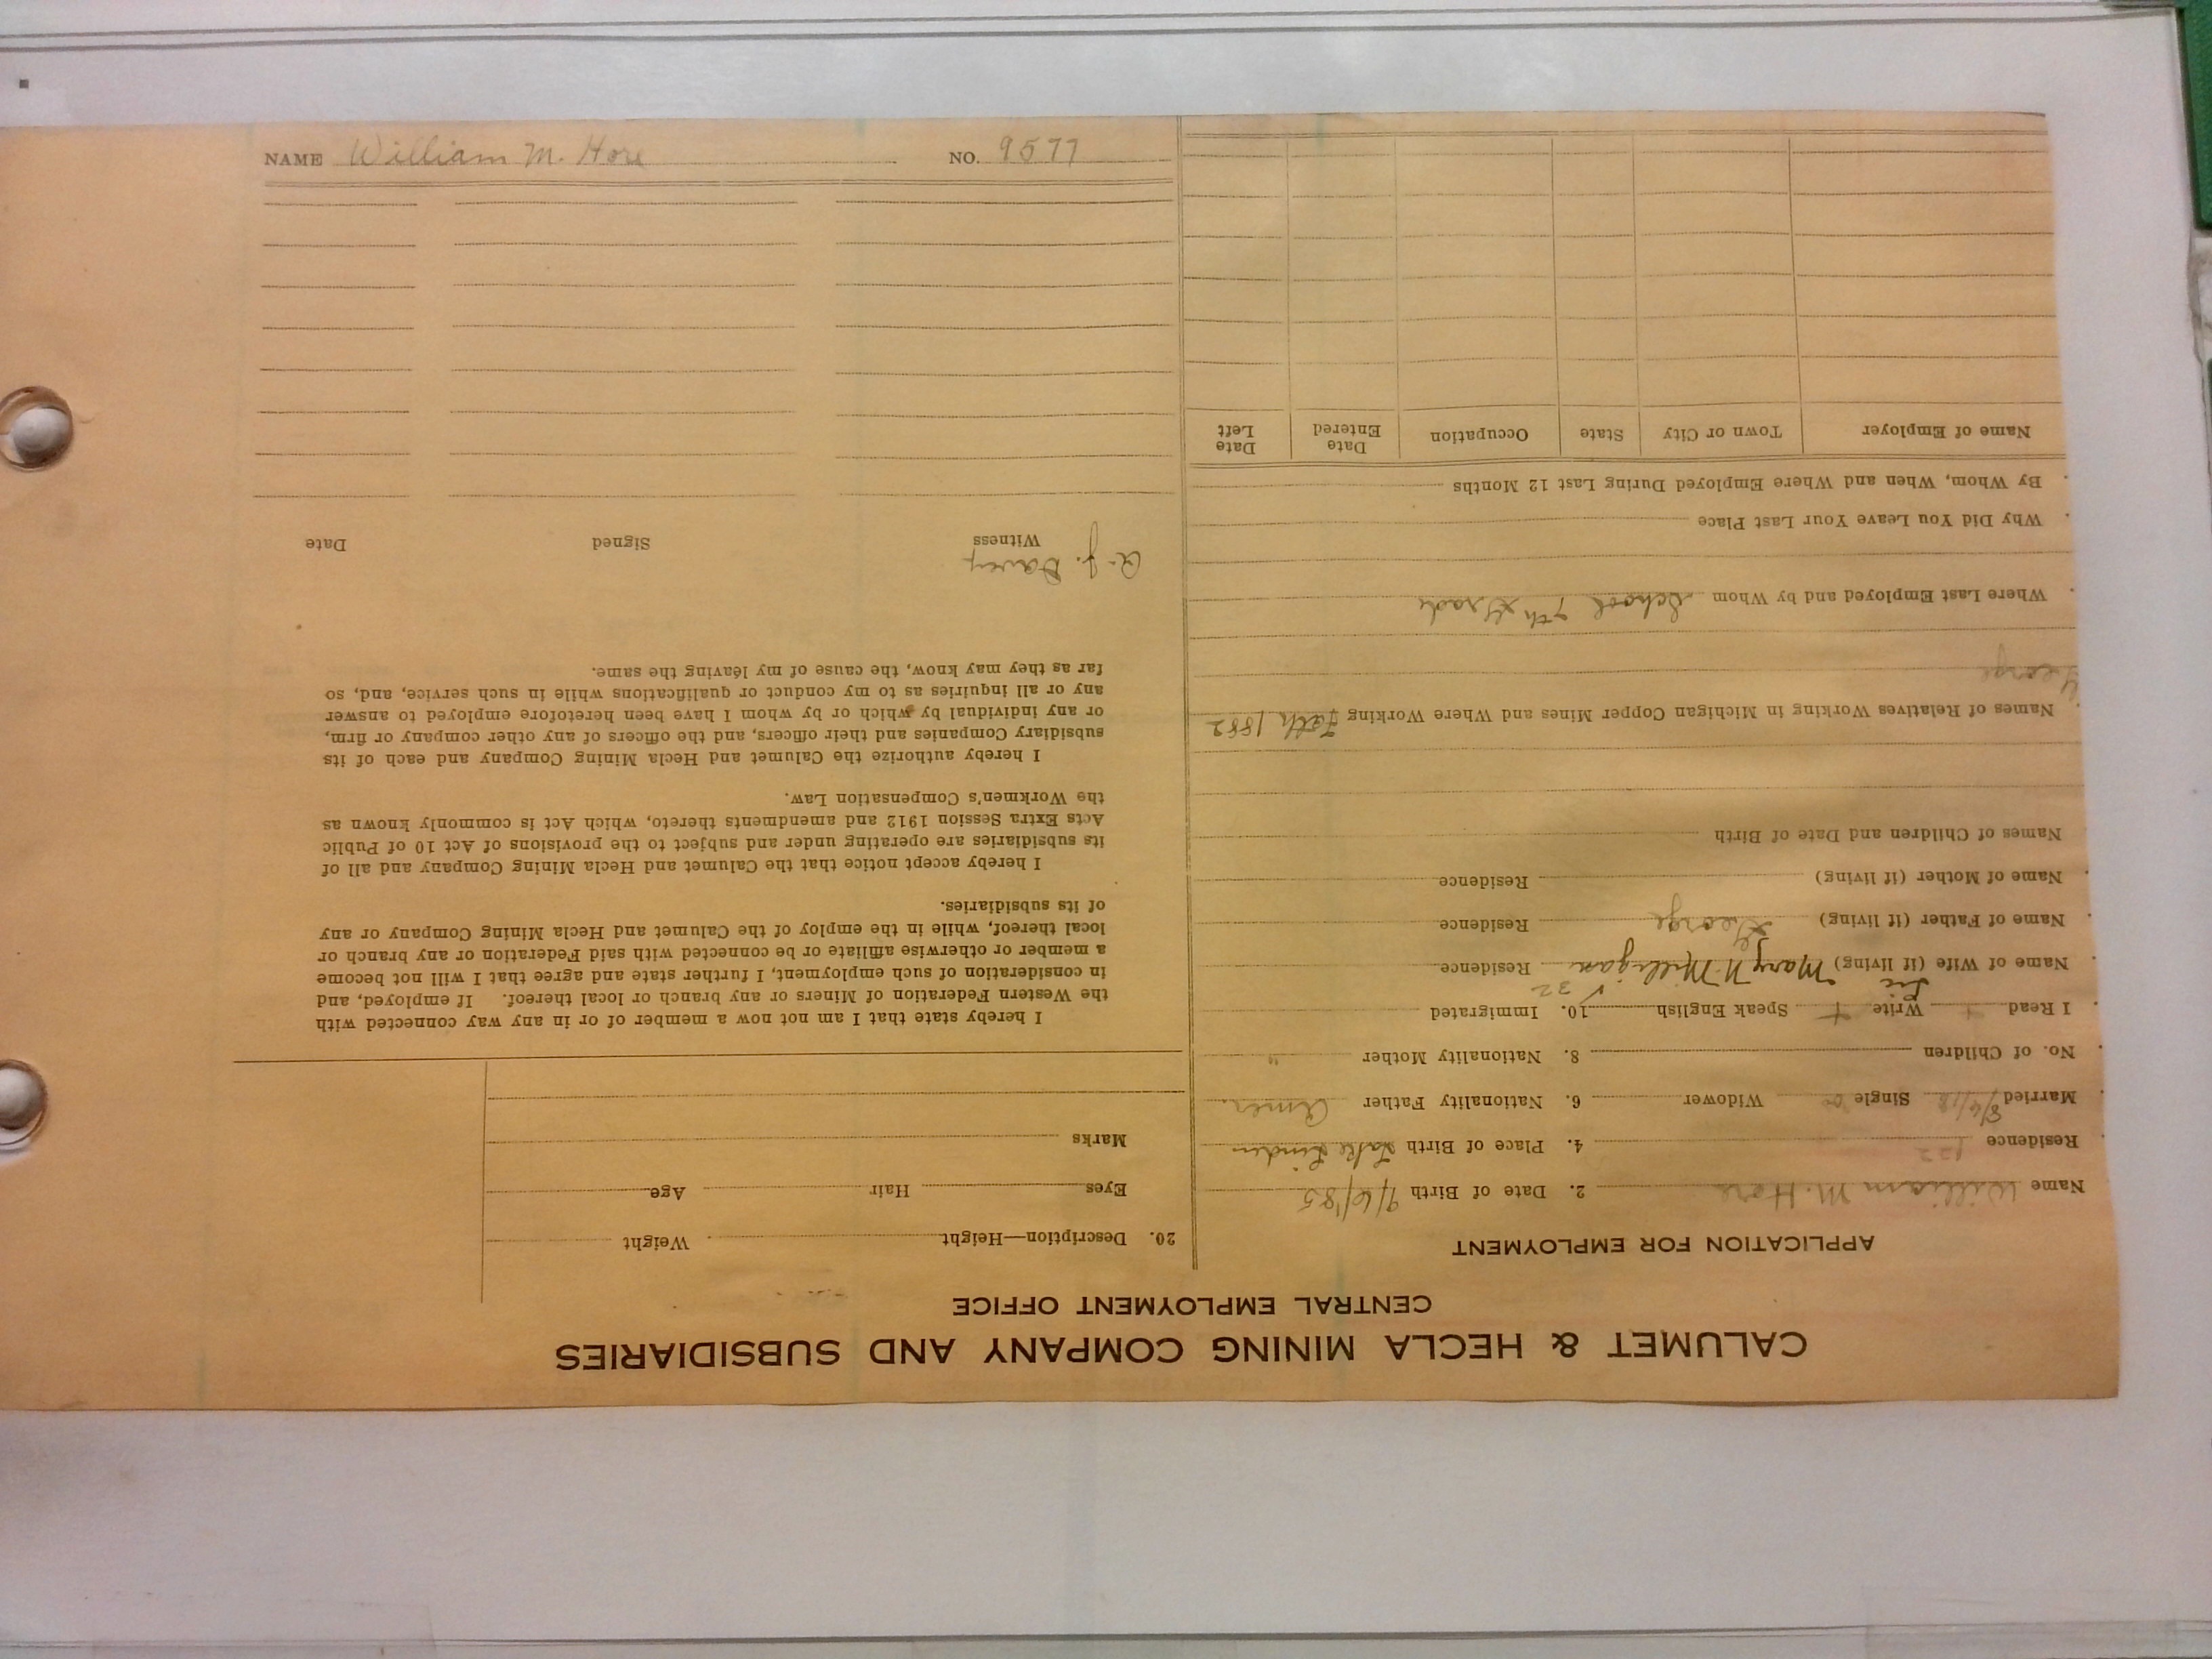 CALUMET & HECLA MINING COMPANY AND SUBSIDIARIES
CENTRAL EMPLOYMENT OFFICE
APPLICATION FOR EMPLOYMENT
Name William M. Hore 2. Date of Birth 9/6/'85
Residence 4. Place of Birth Lake Linden
Married 8/4/18 Single Widower 6. Nationality Father Amer.
No. of Children 8. Nationality Mother "
I Read Write Speak English 10. Immigrated
Name of Wife (if living) Mary N. Milligan Residence
Name of Father (if living) George Residence
Name of Mother (if living) Residence
Names of Children and Date of Birth
Names of Relatives Working in Michigan Copper Mines and Where Working Fath. 1882
George
Where Last Employed and by Whom School 7th Grade
Why Did You Leave Your Last Place
By Whom, When and Where Employed During Last 12 Months
Name of Employer Town or City State Occupation Date Entered Date Left
20. Description—Height Weight
Eyes Hair Age
Marks
I hereby state that I am not now a member of or in any way connected with
the Western Federation of Miners or any branch or local thereof. If employed, and
in consideration of such employment, I further state and agree that I will not become
a member or otherwise affiliate or be connected with said Federation or any branch or
local thereof, while in the employ of the Calumet and Hecla Mining Company or any
of its subsidiaries.
I hereby accept notice that the Calumet and Hecla Mining Company and all of
its subsidiaries are operating under and subject to the provisions of Act 10 of Public
Acts Extra Session 1912 and amendments thereto, which Act is commonly known as
the Workmen's Compensation Law.
I hereby authorize the Calumet and Hecla Mining Company and each of its
subsidiary Companies and their officers, and the officers of any other company or firm,
or any individual by which or by whom I have been heretofore employed to answer
any or all inquiries as to my conduct or qualifications while in such service, and, so
far as they may know, the cause of my leaving the same.
A. J. Davey
Witness Signed Date
NAME William M. Hore NO. 9577